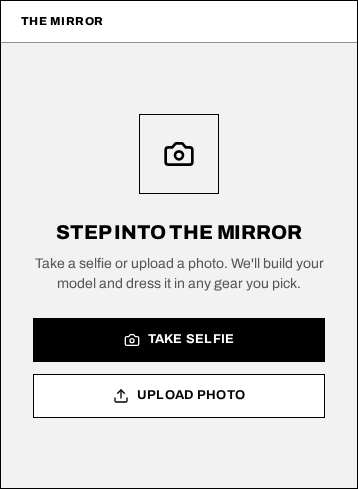 THE MIRROR
STEP INTO THE MIRROR
Take a selfie or upload a photo. We'll build your
model and dress it in any gear you pick.
TAKE SELFIE
UPLOAD PHOTO